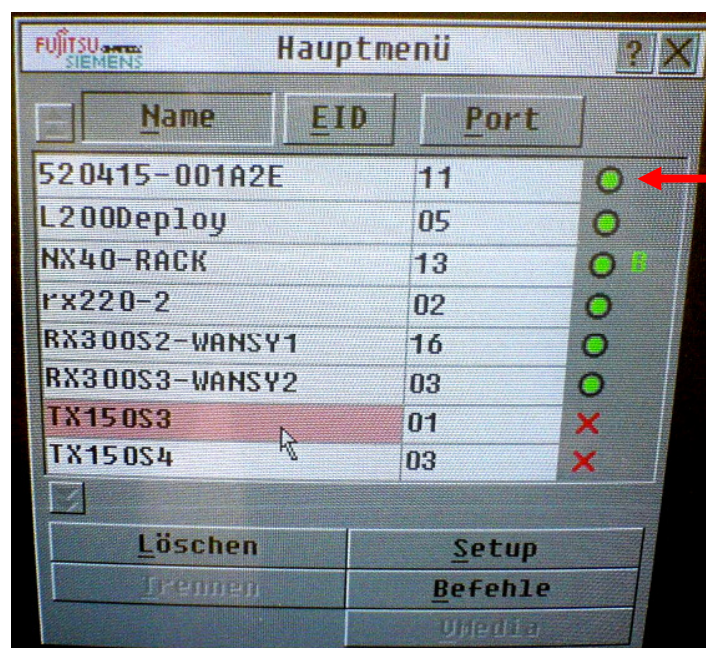 FUJITSU Hauptmenü ? X
SIEMENS
Name EID Port
520415-001A2E 11
L200Deploy 05
NX40-RACK 13 B
rx220-2 02
RX300S2-WANSY1 16
RX300S3-WANSY2 03
TX150S3 01
TX150S4 03
Löschen Setup
Trennen Befehle
VMedia